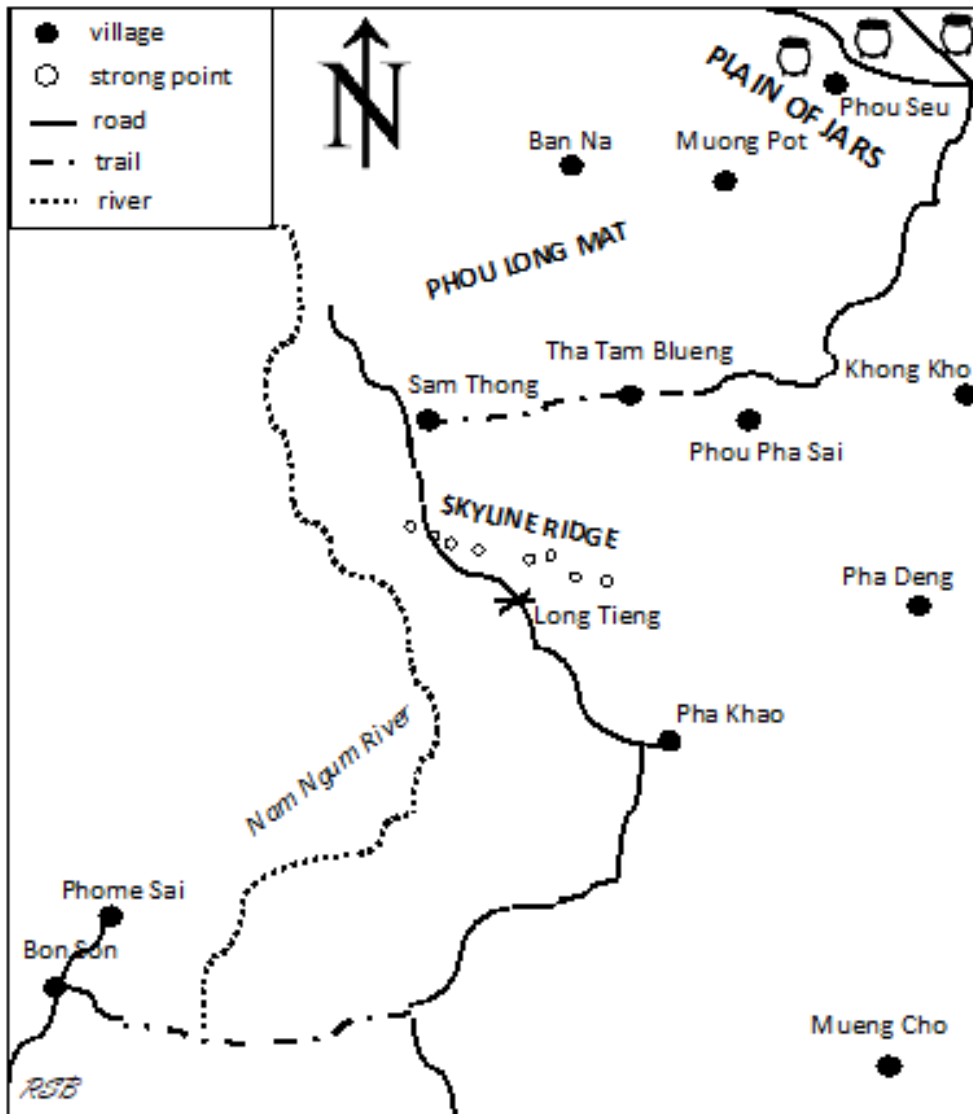 village
strong point
road
trail
river
N
PLAIN OF JARS
Phou Seu
Ban Na
Muong Pot
PHOU LONG MAT
Tha Tam Blueng
Khong Kho
Sam Thong
Phou Pha Sai
SKYLINE RIDGE
Pha Deng
Long Tieng
Pha Khao
Nam Ngum River
Phome Sai
Bon Son
Mueng Cho
RSB